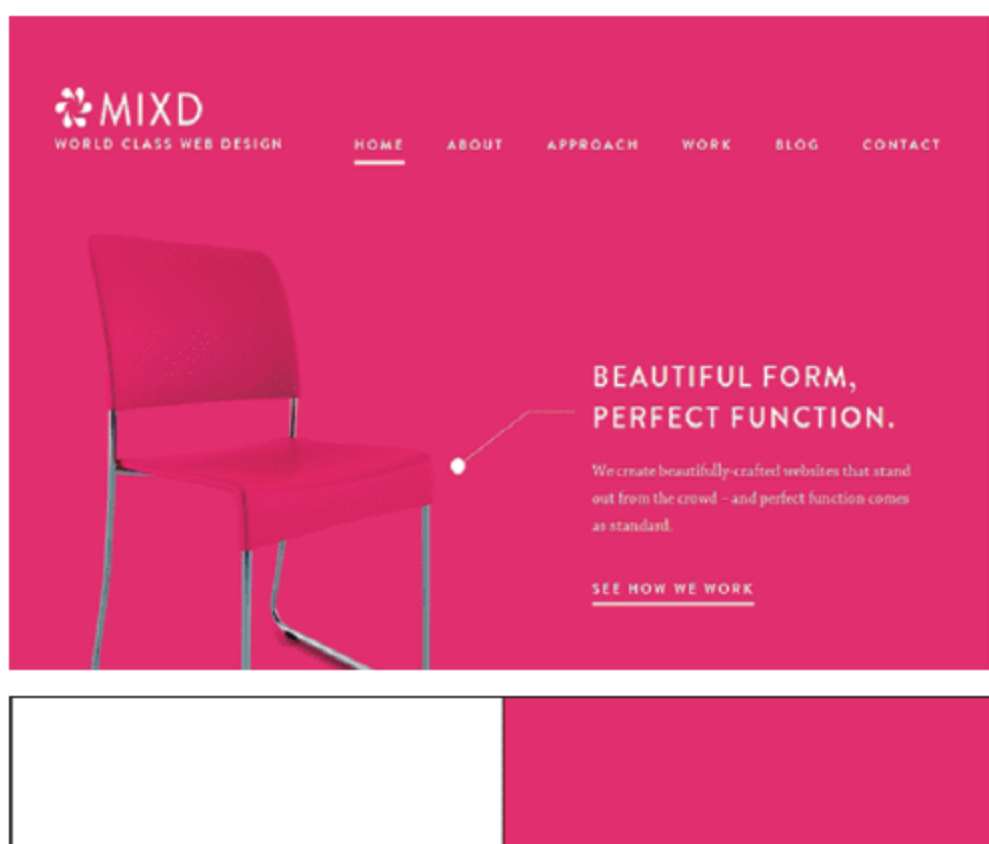 MIXD
WORLD CLASS WEB DESIGN
HOME ABOUT APPROACH WORK BLOG CONTACT
BEAUTIFUL FORM,
PERFECT FUNCTION.
We create beautifully-crafted websites that stand
out from the crowd – and perfect function comes
as standard.
SEE HOW WE WORK